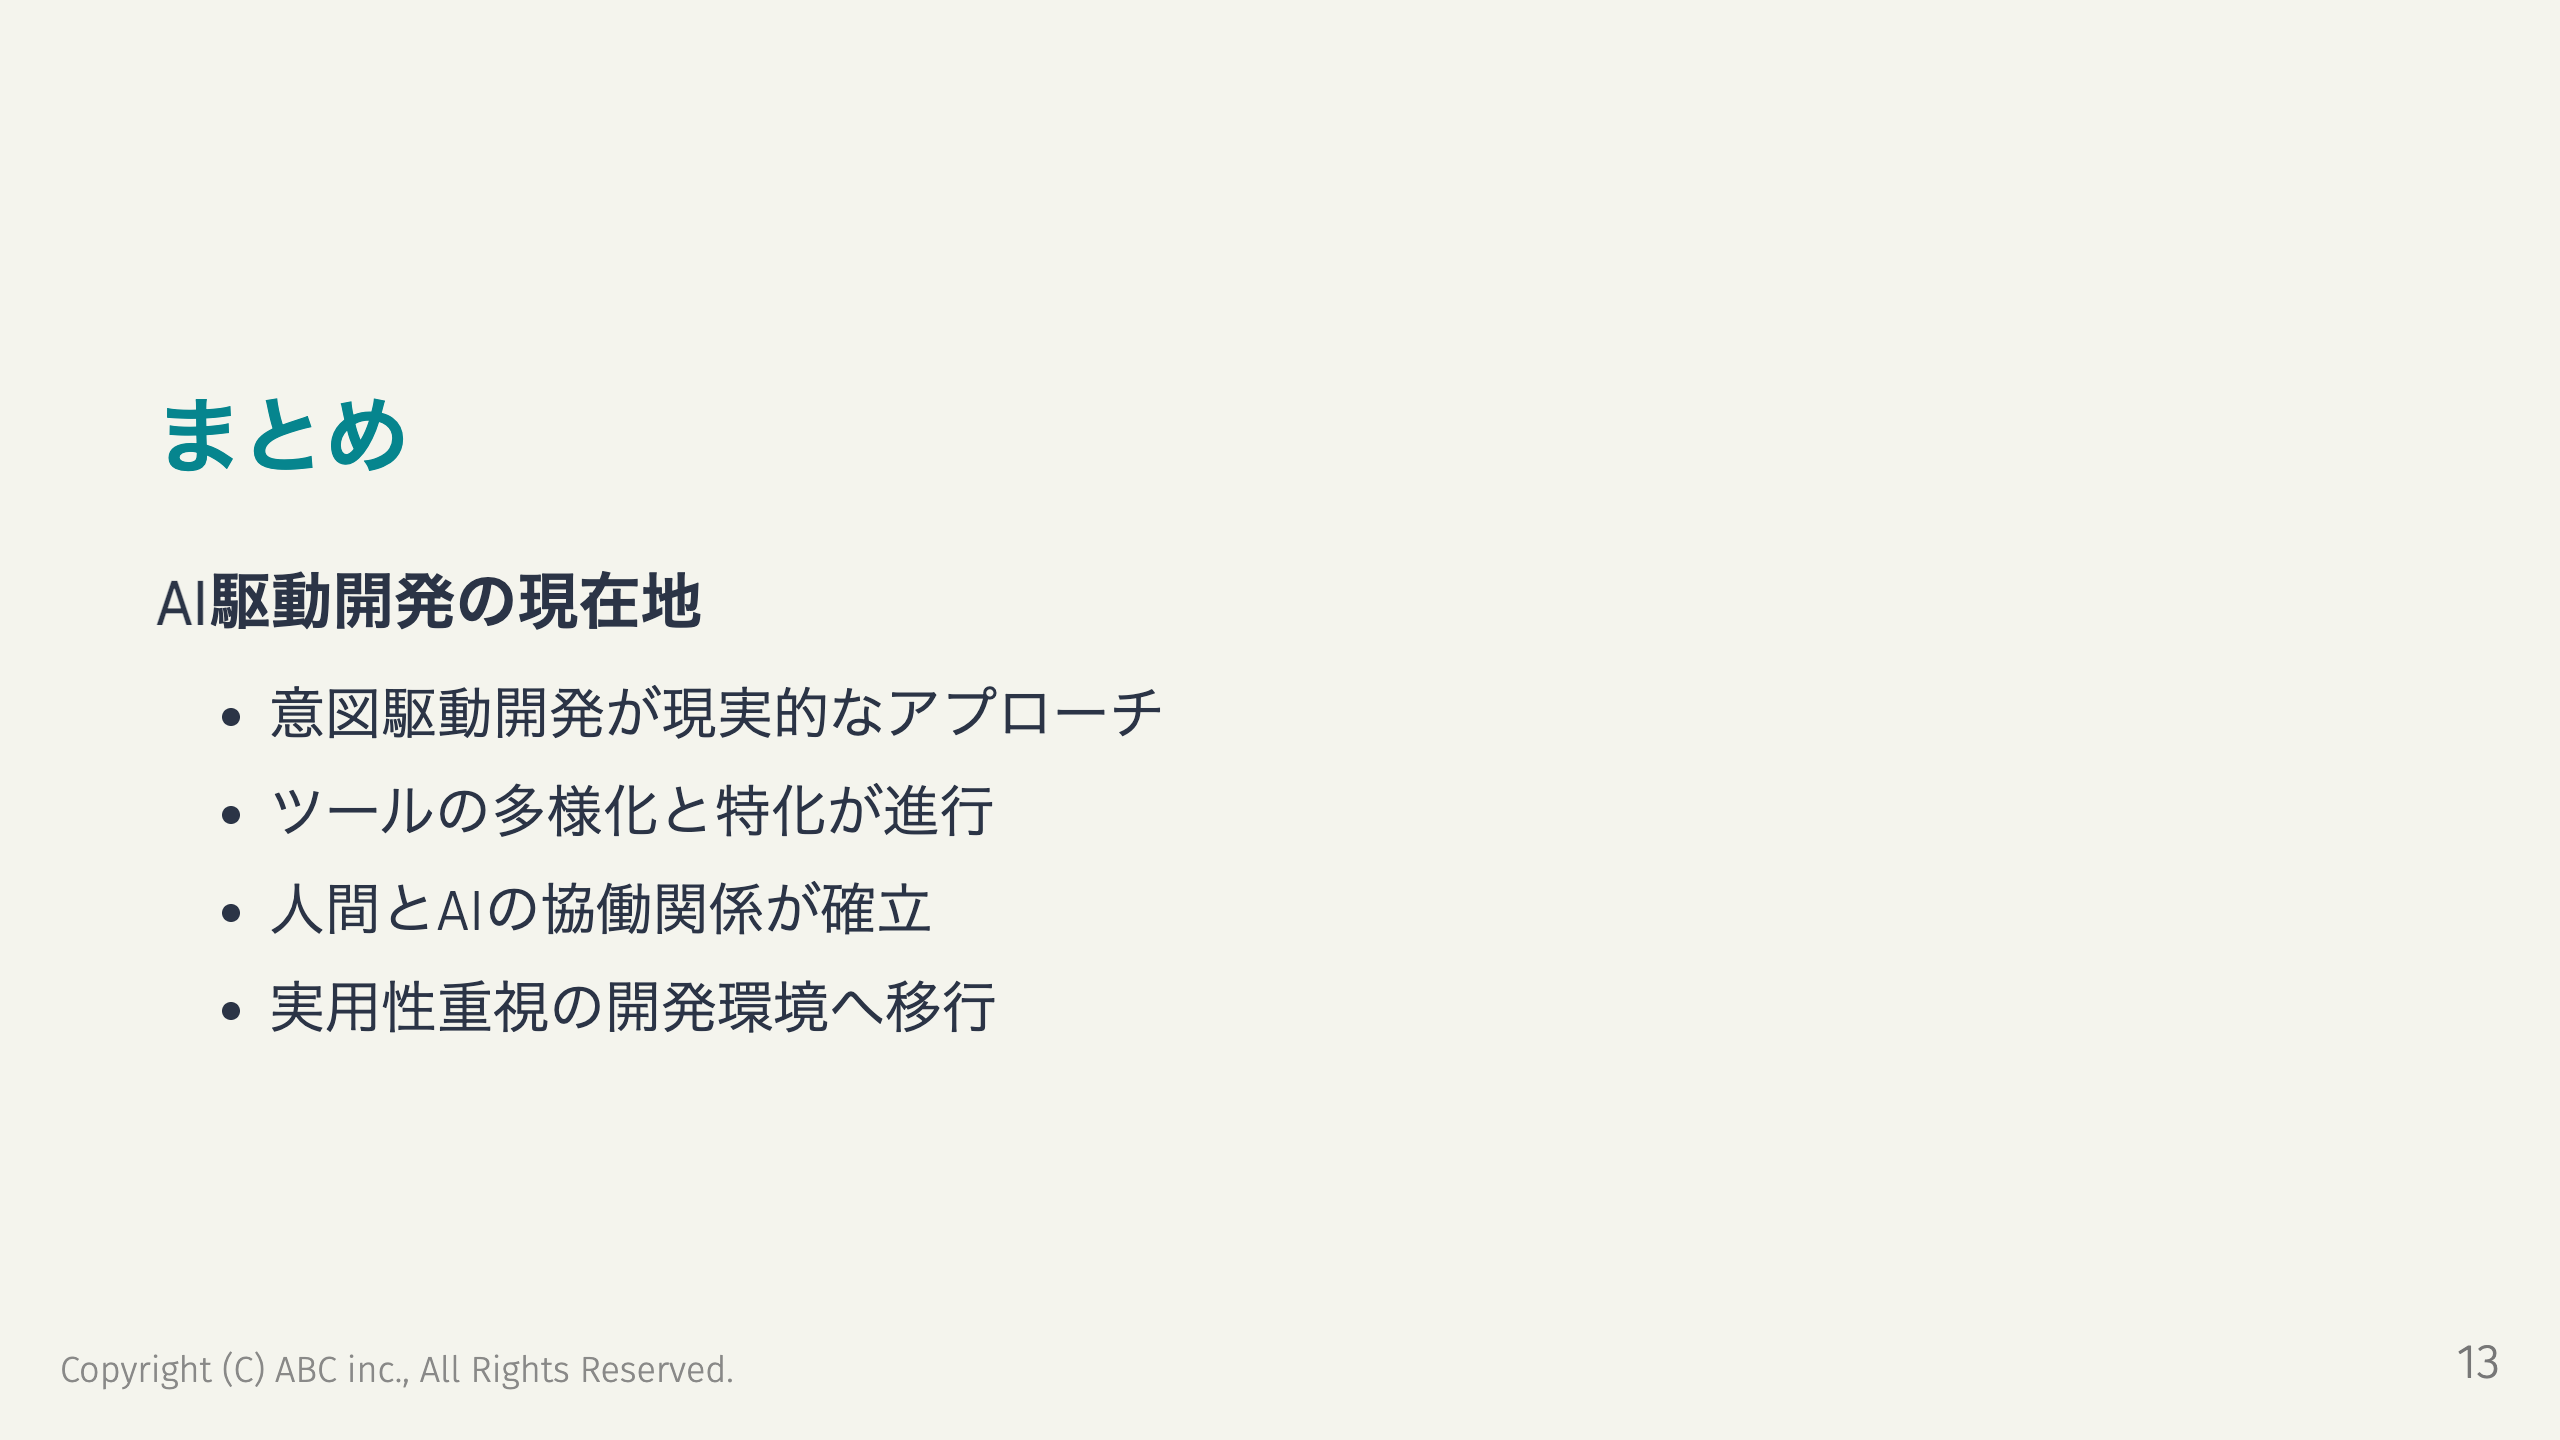 まとめ
AI駆動開発の現在地
• 意図駆動開発が現実的なアプローチ
• ツールの多様化と特化が進行
• 人間とAIの協働関係が確立
• 実用性重視の開発環境へ移行
Copyright (C) ABC inc., All Rights Reserved.
13